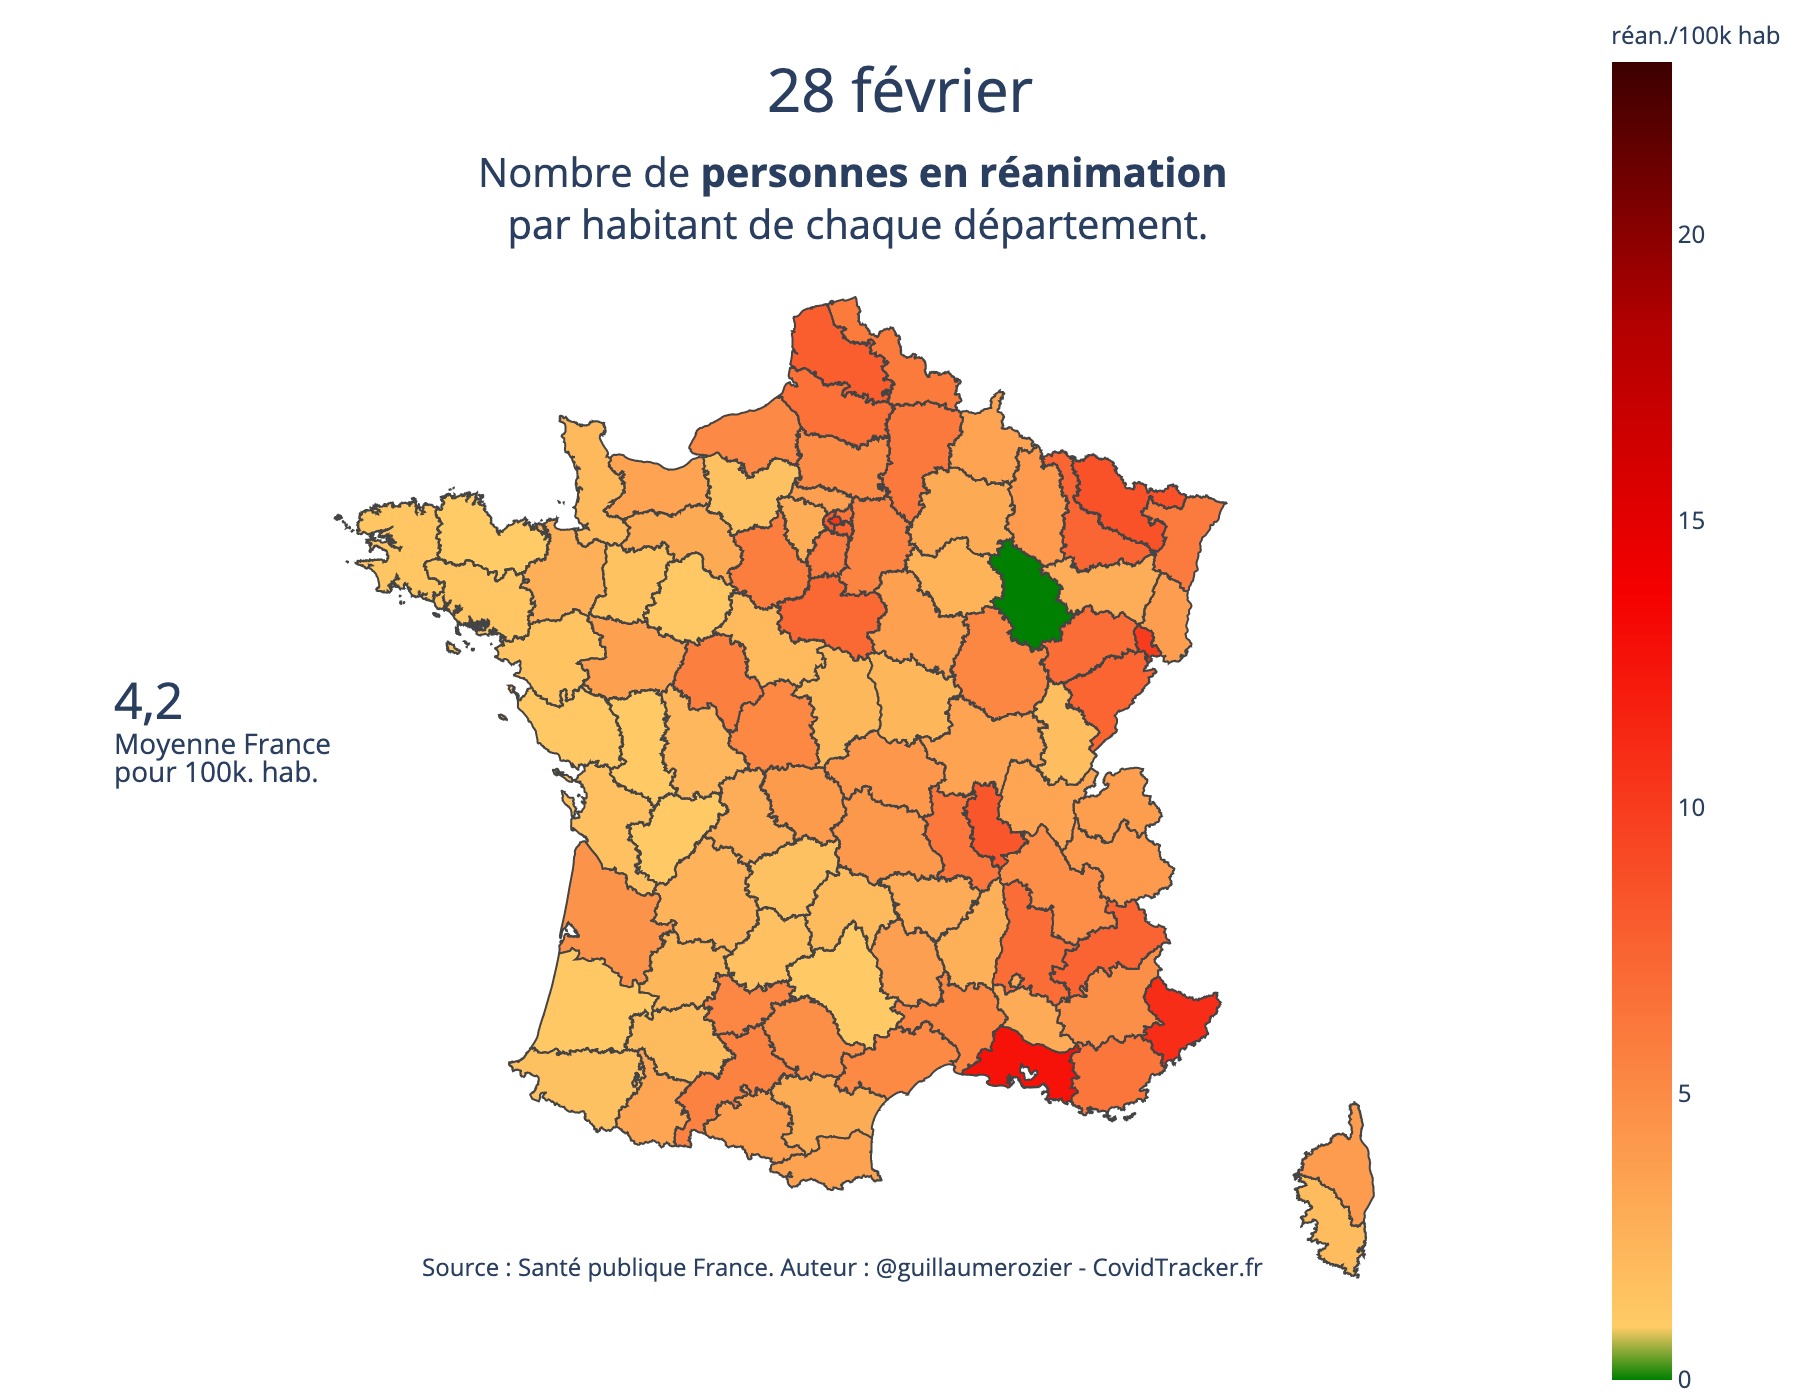 réan./100k hab
28 février
Nombre de personnes en réanimation
par habitant de chaque département.
20
15
10
5
0
4,2
Moyenne France
pour 100k. hab.
Source : Santé publique France. Auteur : @guillaumerozier - CovidTracker.fr